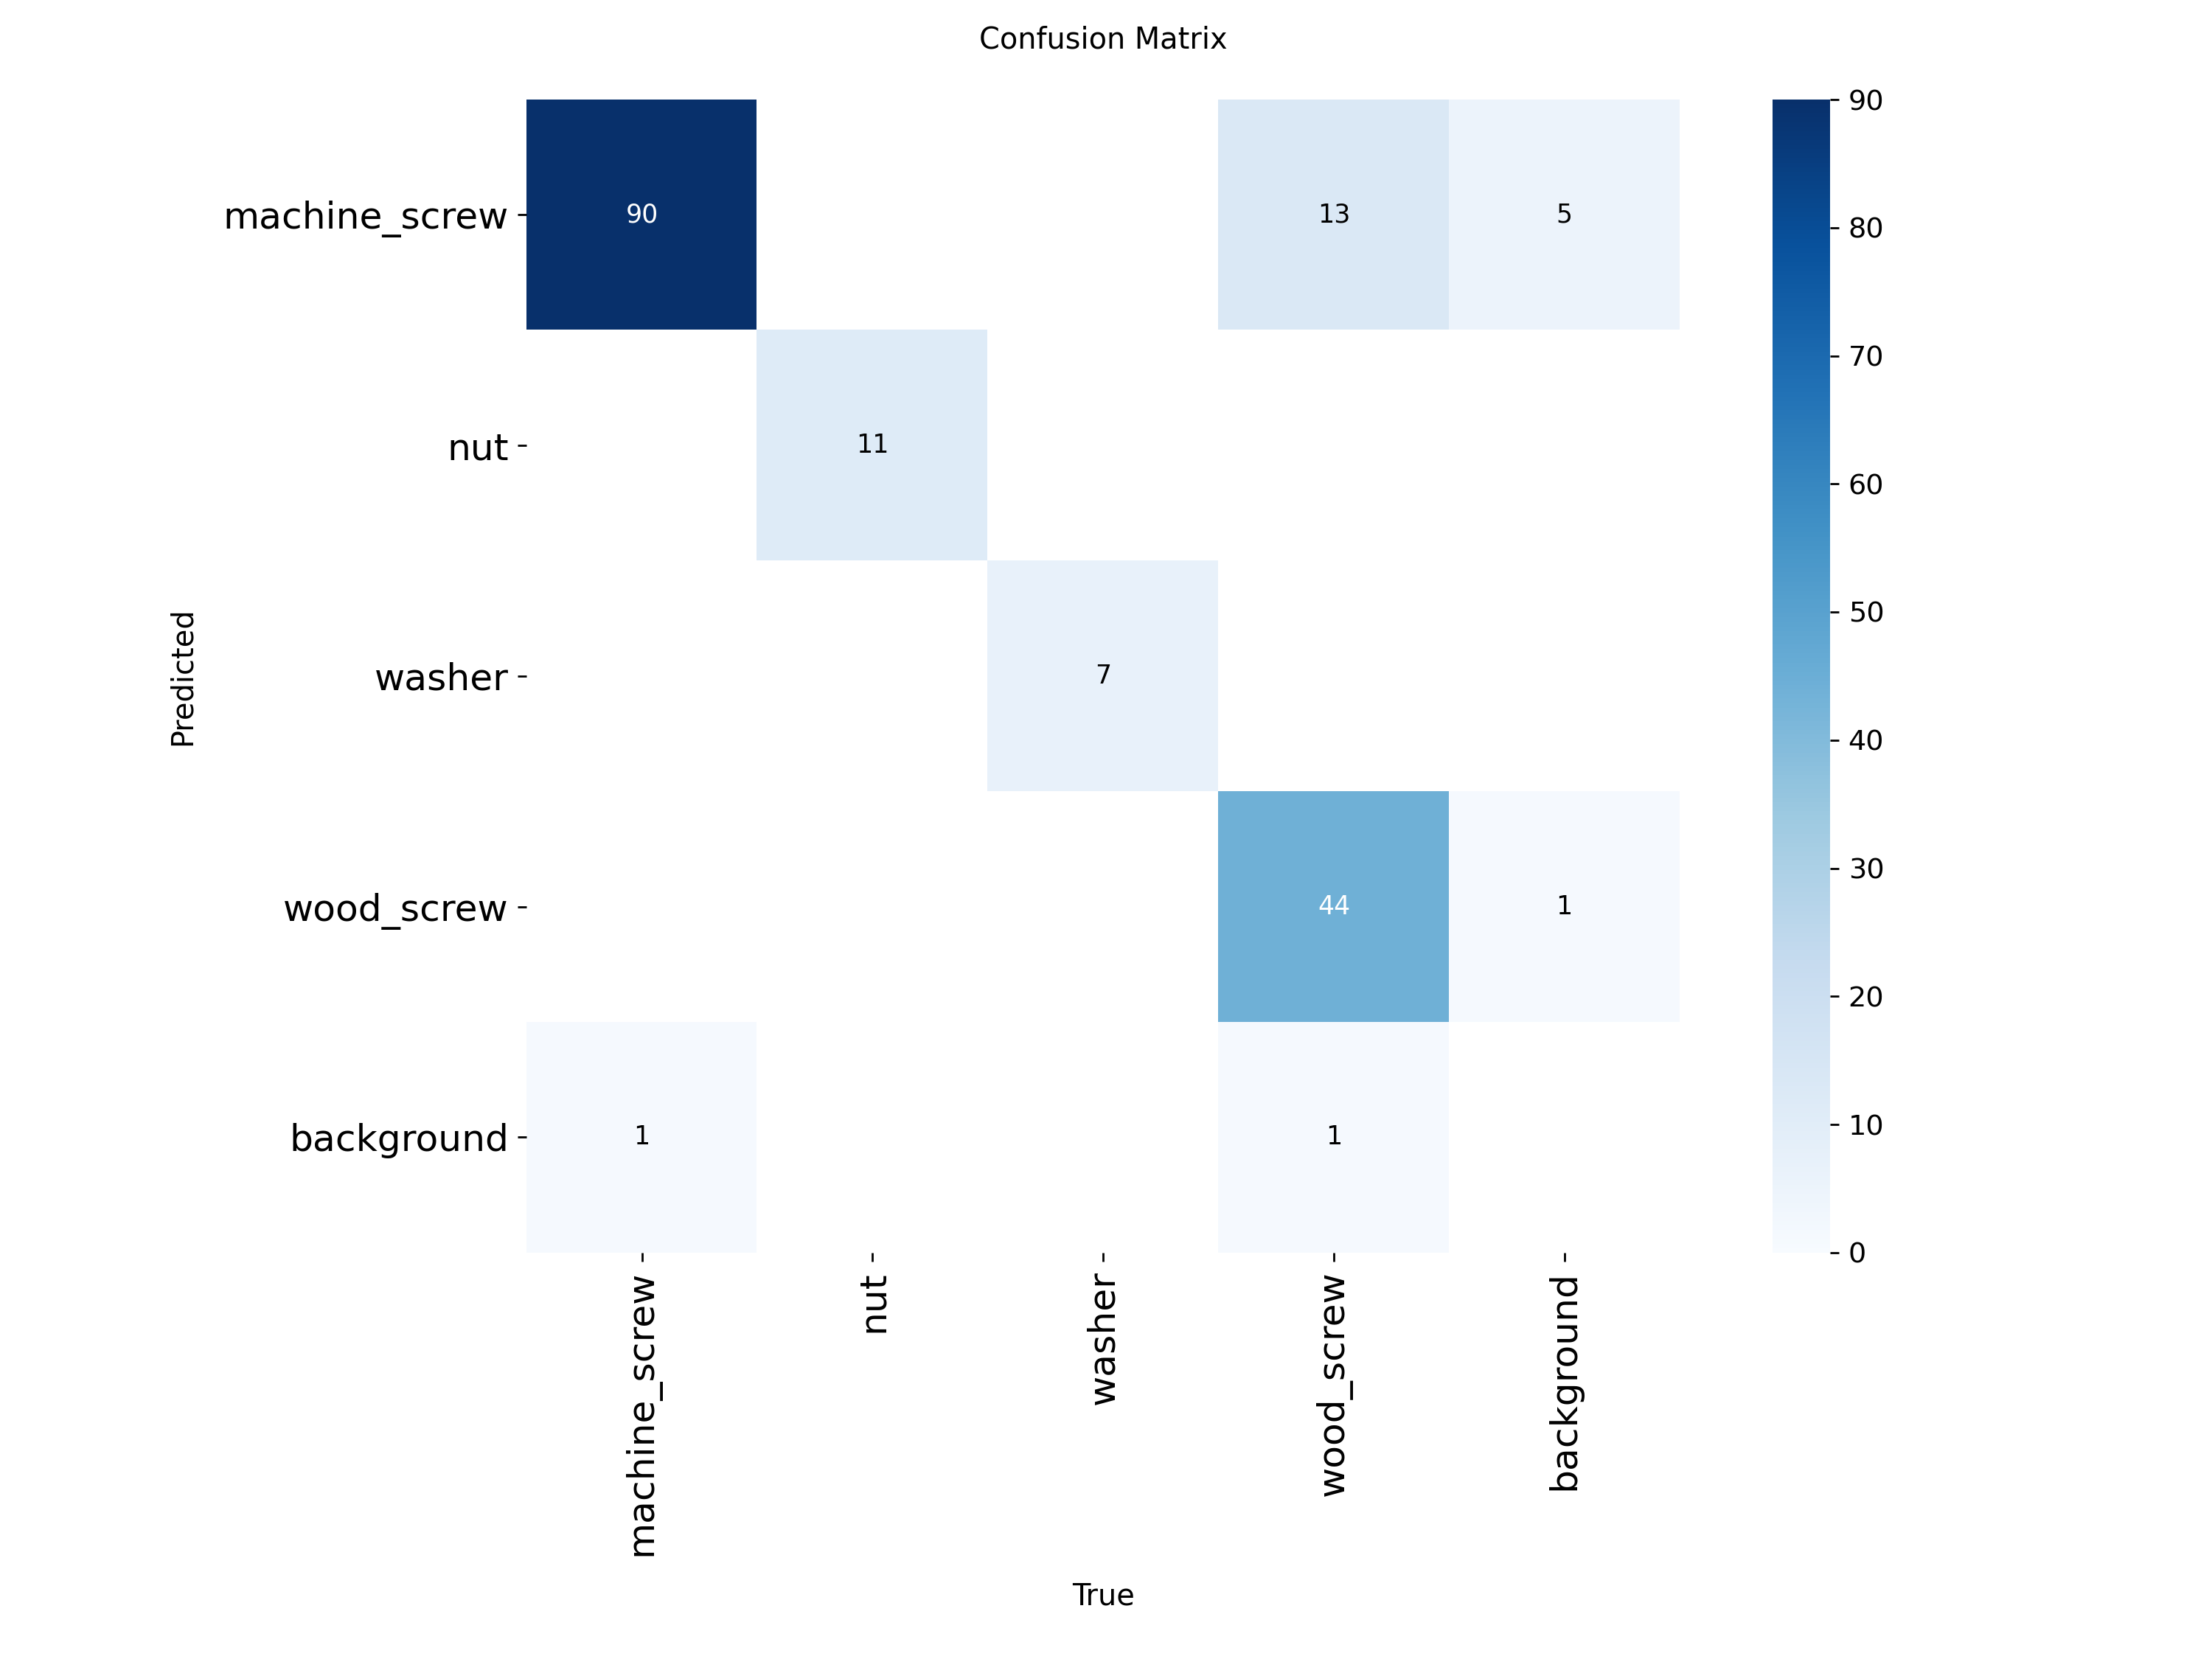 Confusion Matrix
machine_screw
90
13
5
nut
11
washer
7
wood_screw
44
1
background
1
1
Predicted
machine_screw
nut
washer
wood_screw
background
True
90
80
70
60
50
40
30
20
10
0